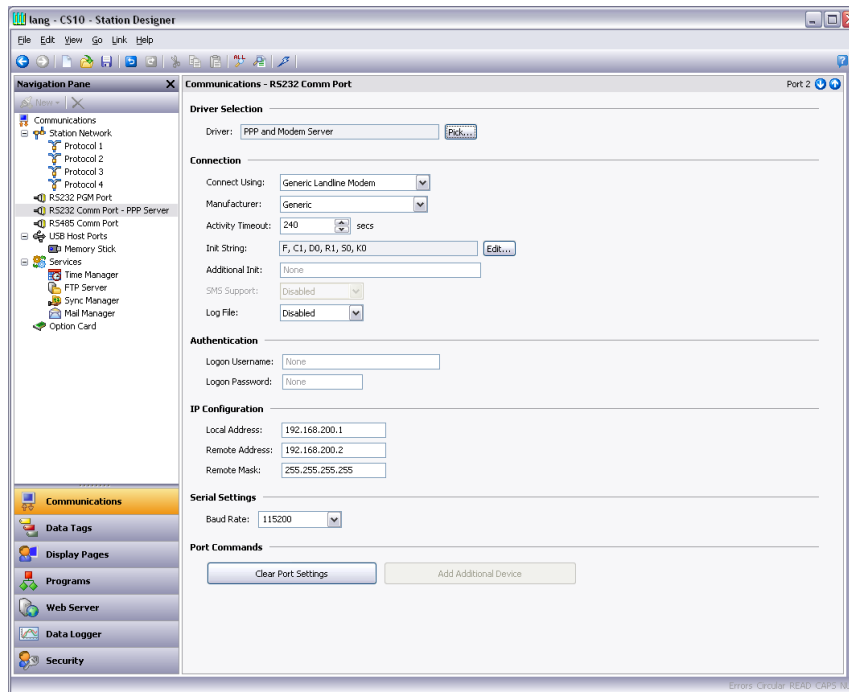 lang - CS10 - Station Designer
File Edit View Go Link Help
Navigation Pane
New
Communications
Station Network
Protocol 1
Protocol 2
Protocol 3
Protocol 4
RS232 PGM Port
RS232 Comm Port - PPP Server
RS485 Comm Port
USB Host Ports
Memory Stick
Services
Time Manager
FTP Server
Sync Manager
Mail Manager
Option Card
Communications
Data Tags
Display Pages
Programs
Web Server
Data Logger
Security
Communications - RS232 Comm Port
Port 2
Driver Selection
Driver: PPP and Modem Server Pick...
Connection
Connect Using: Generic Landline Modem
Manufacturer: Generic
Activity Timeout: 240 secs
Init String: F, C1, D0, R1, S0, K0 Edit...
Additional Init: None
SMS Support: Disabled
Log File: Disabled
Authentication
Logon Username: None
Logon Password: None
IP Configuration
Local Address: 192.168.200.1
Remote Address: 192.168.200.2
Remote Mask: 255.255.255.255
Serial Settings
Baud Rate: 115200
Port Commands
Clear Port Settings Add Additional Device
Errors Circular READ CAPS